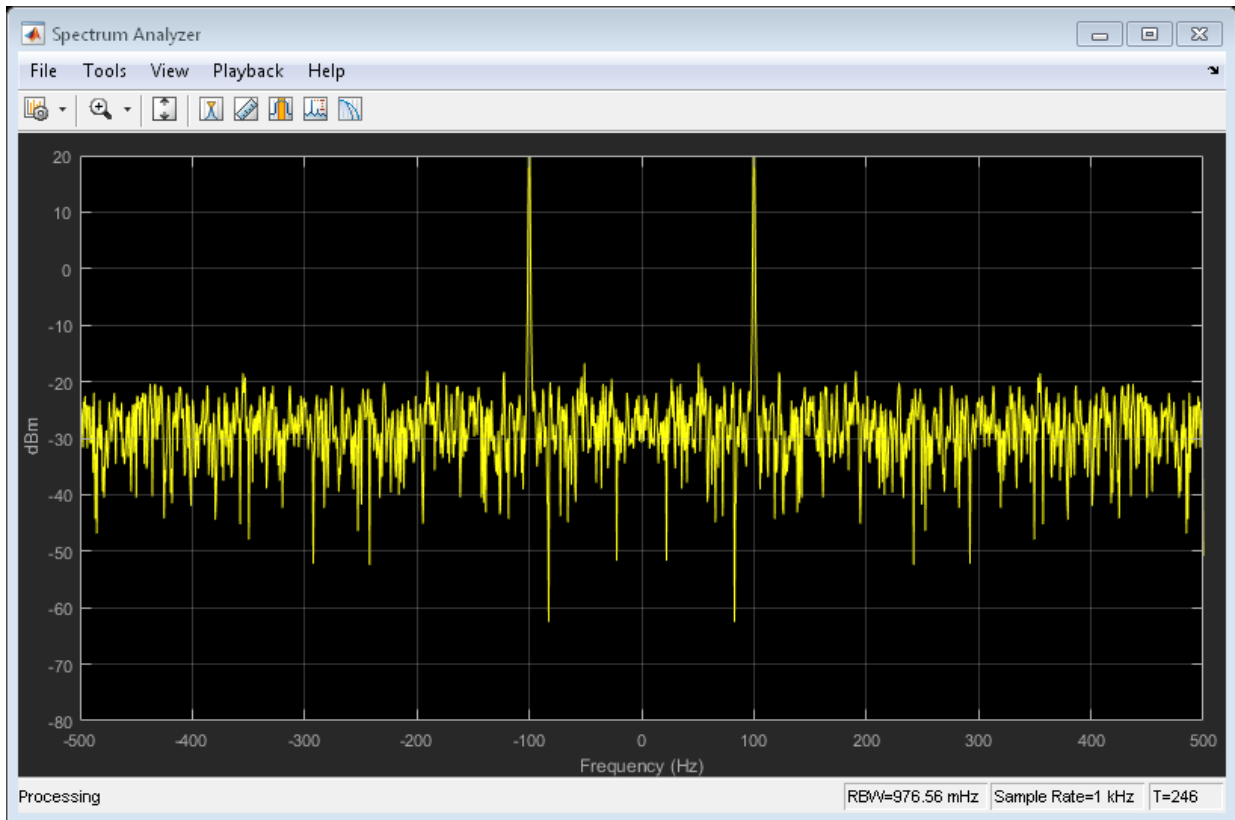 Spectrum Analyzer
File Tools View Playback Help
20
10
0
-10
-20
-30
-40
-50
-60
-70
-80
dBm
-500 -400 -300 -200 -100 0 100 200 300 400 500
Frequency (Hz)
Processing RBW=976.56 mHz Sample Rate=1 kHz T=246